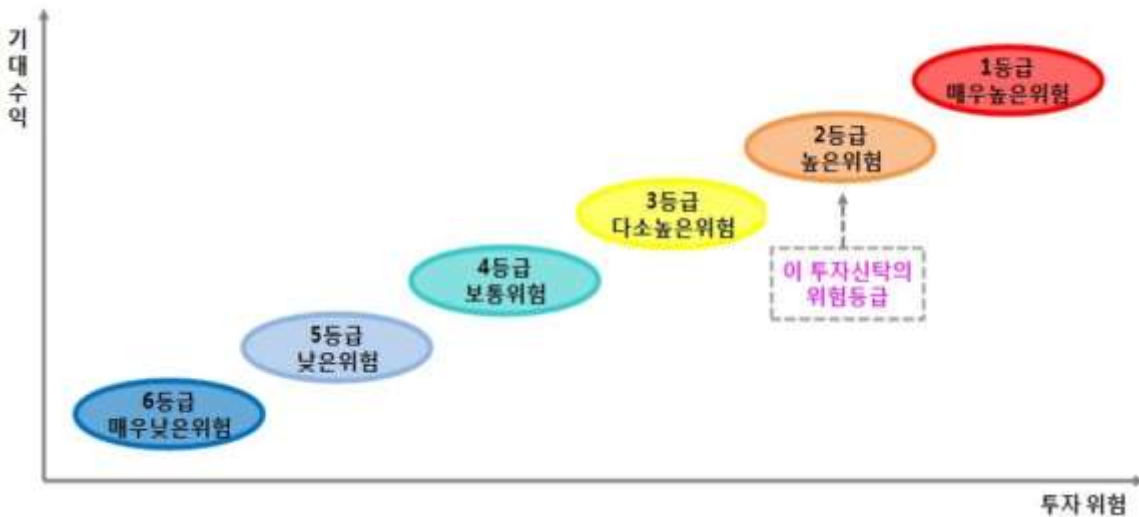 기대수익
1등급
매우높은위험
2등급
높은위험
3등급
다소높은위험
이 투자신탁의
위험등급
4등급
보통위험
5등급
낮은위험
6등급
매우낮은위험
투자 위험